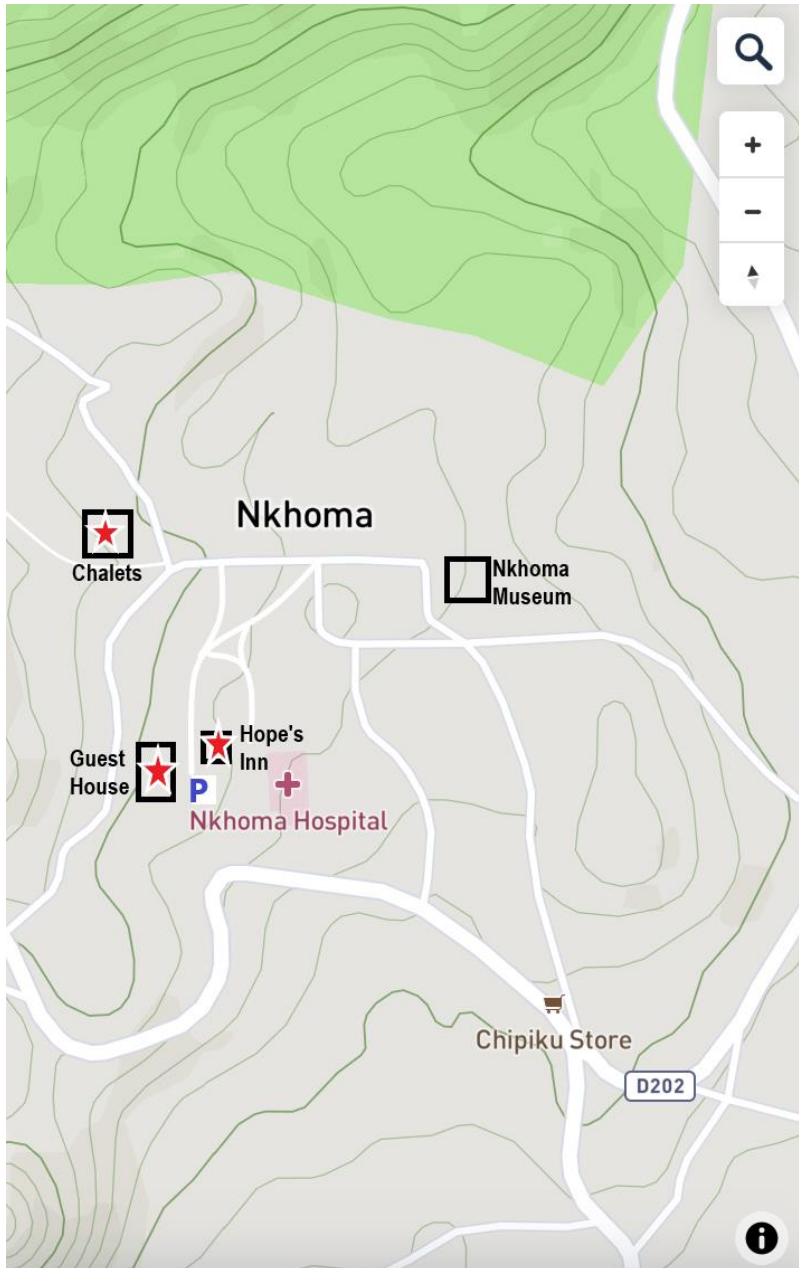 +
−
Nkhoma
Chalets
Nkhoma
Museum
Hope's
Inn
Guest
House
P
Nkhoma Hospital
Chipiku Store
D202
i